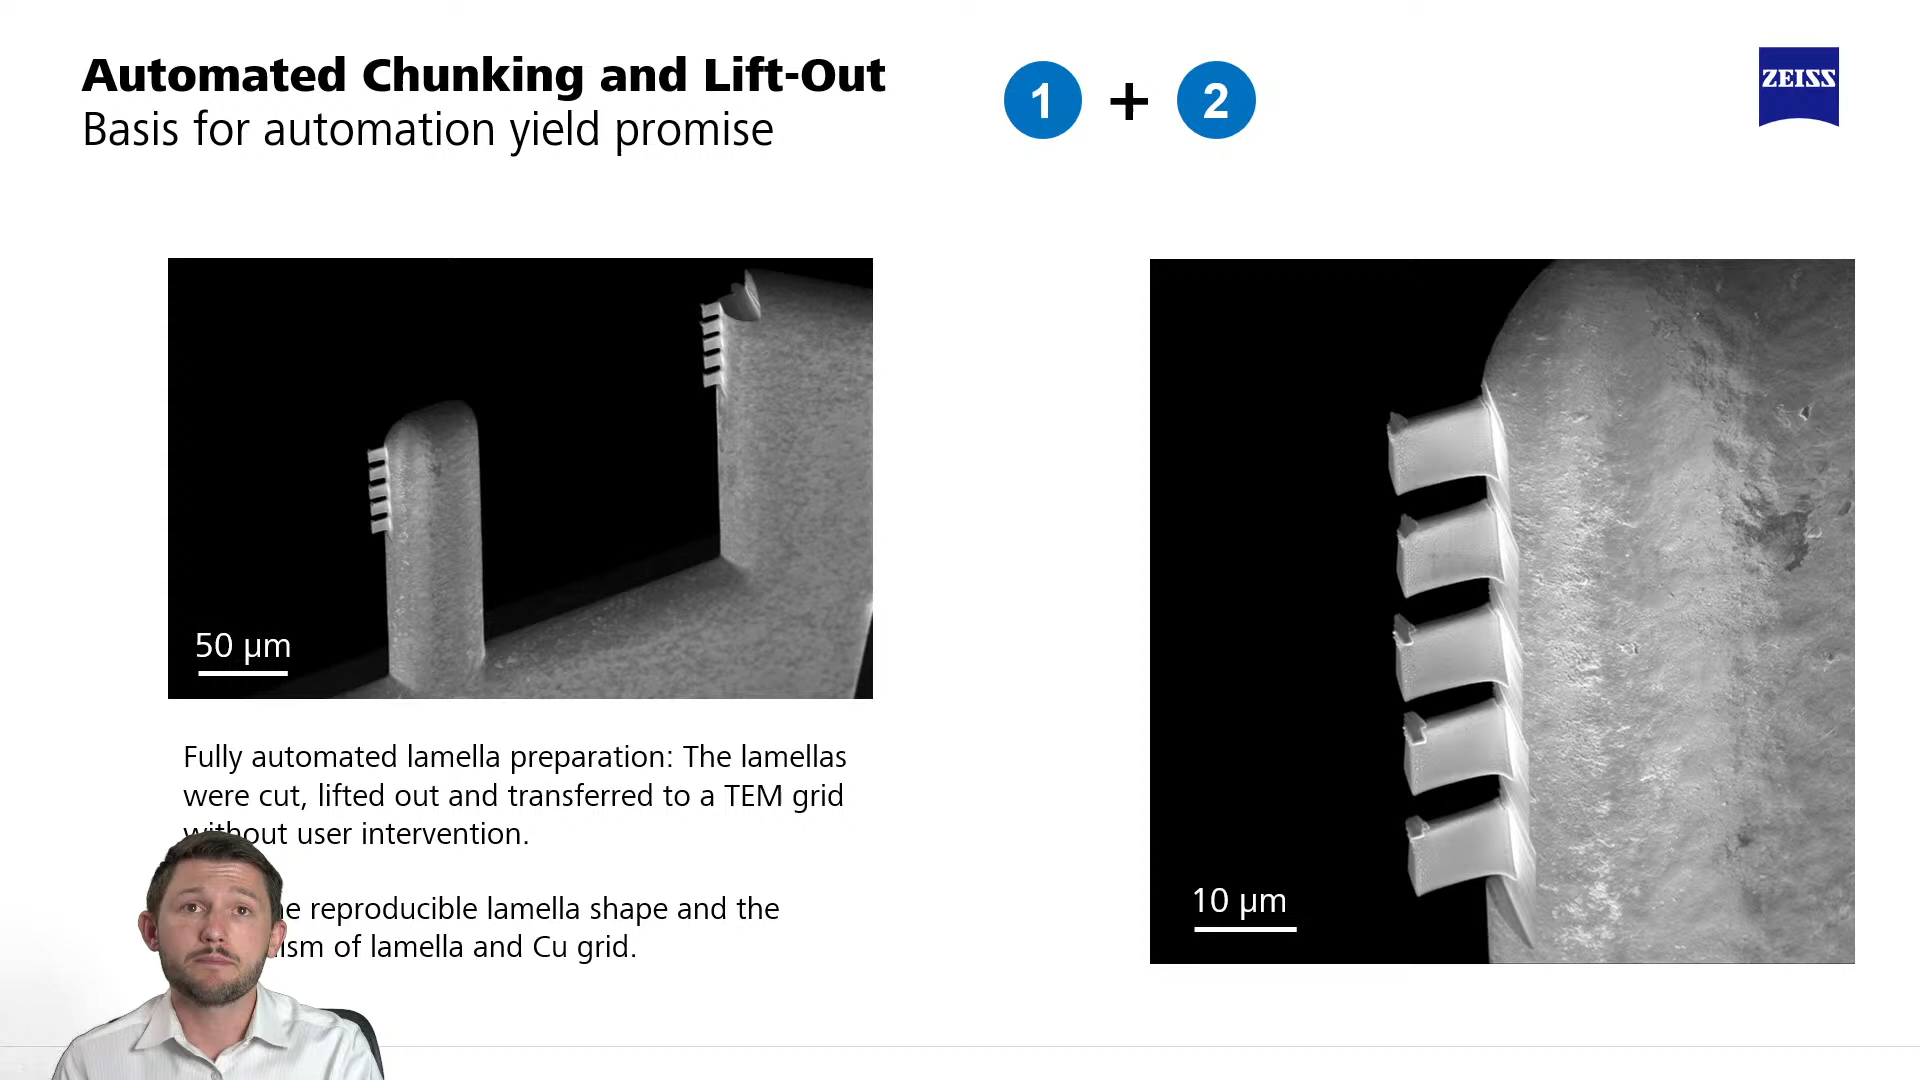 Automated Chunking and Lift-Out
Basis for automation yield promise
1 + 2
ZEISS
50 µm
10 µm
Fully automated lamella preparation: The lamellas
were cut, lifted out and transferred to a TEM grid
without user intervention.
reproducible lamella shape and the
of lamella and Cu grid.